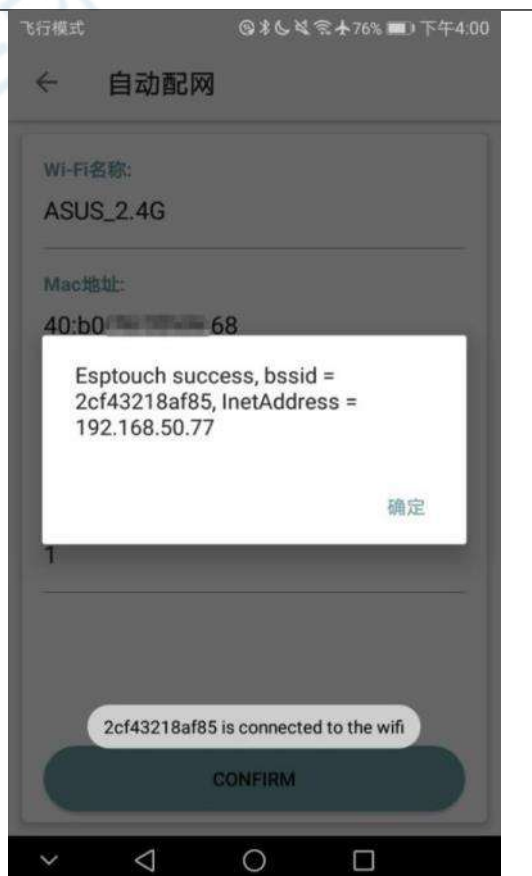 飞行模式 76% 下午4:00
自动配网
Wi-Fi名称:
ASUS_2.4G
Mac地址:
40:b0 68
Esptouch success, bssid =
2cf43218af85, InetAddress =
192.168.50.77
确定
1
2cf43218af85 is connected to the wifi
CONFIRM